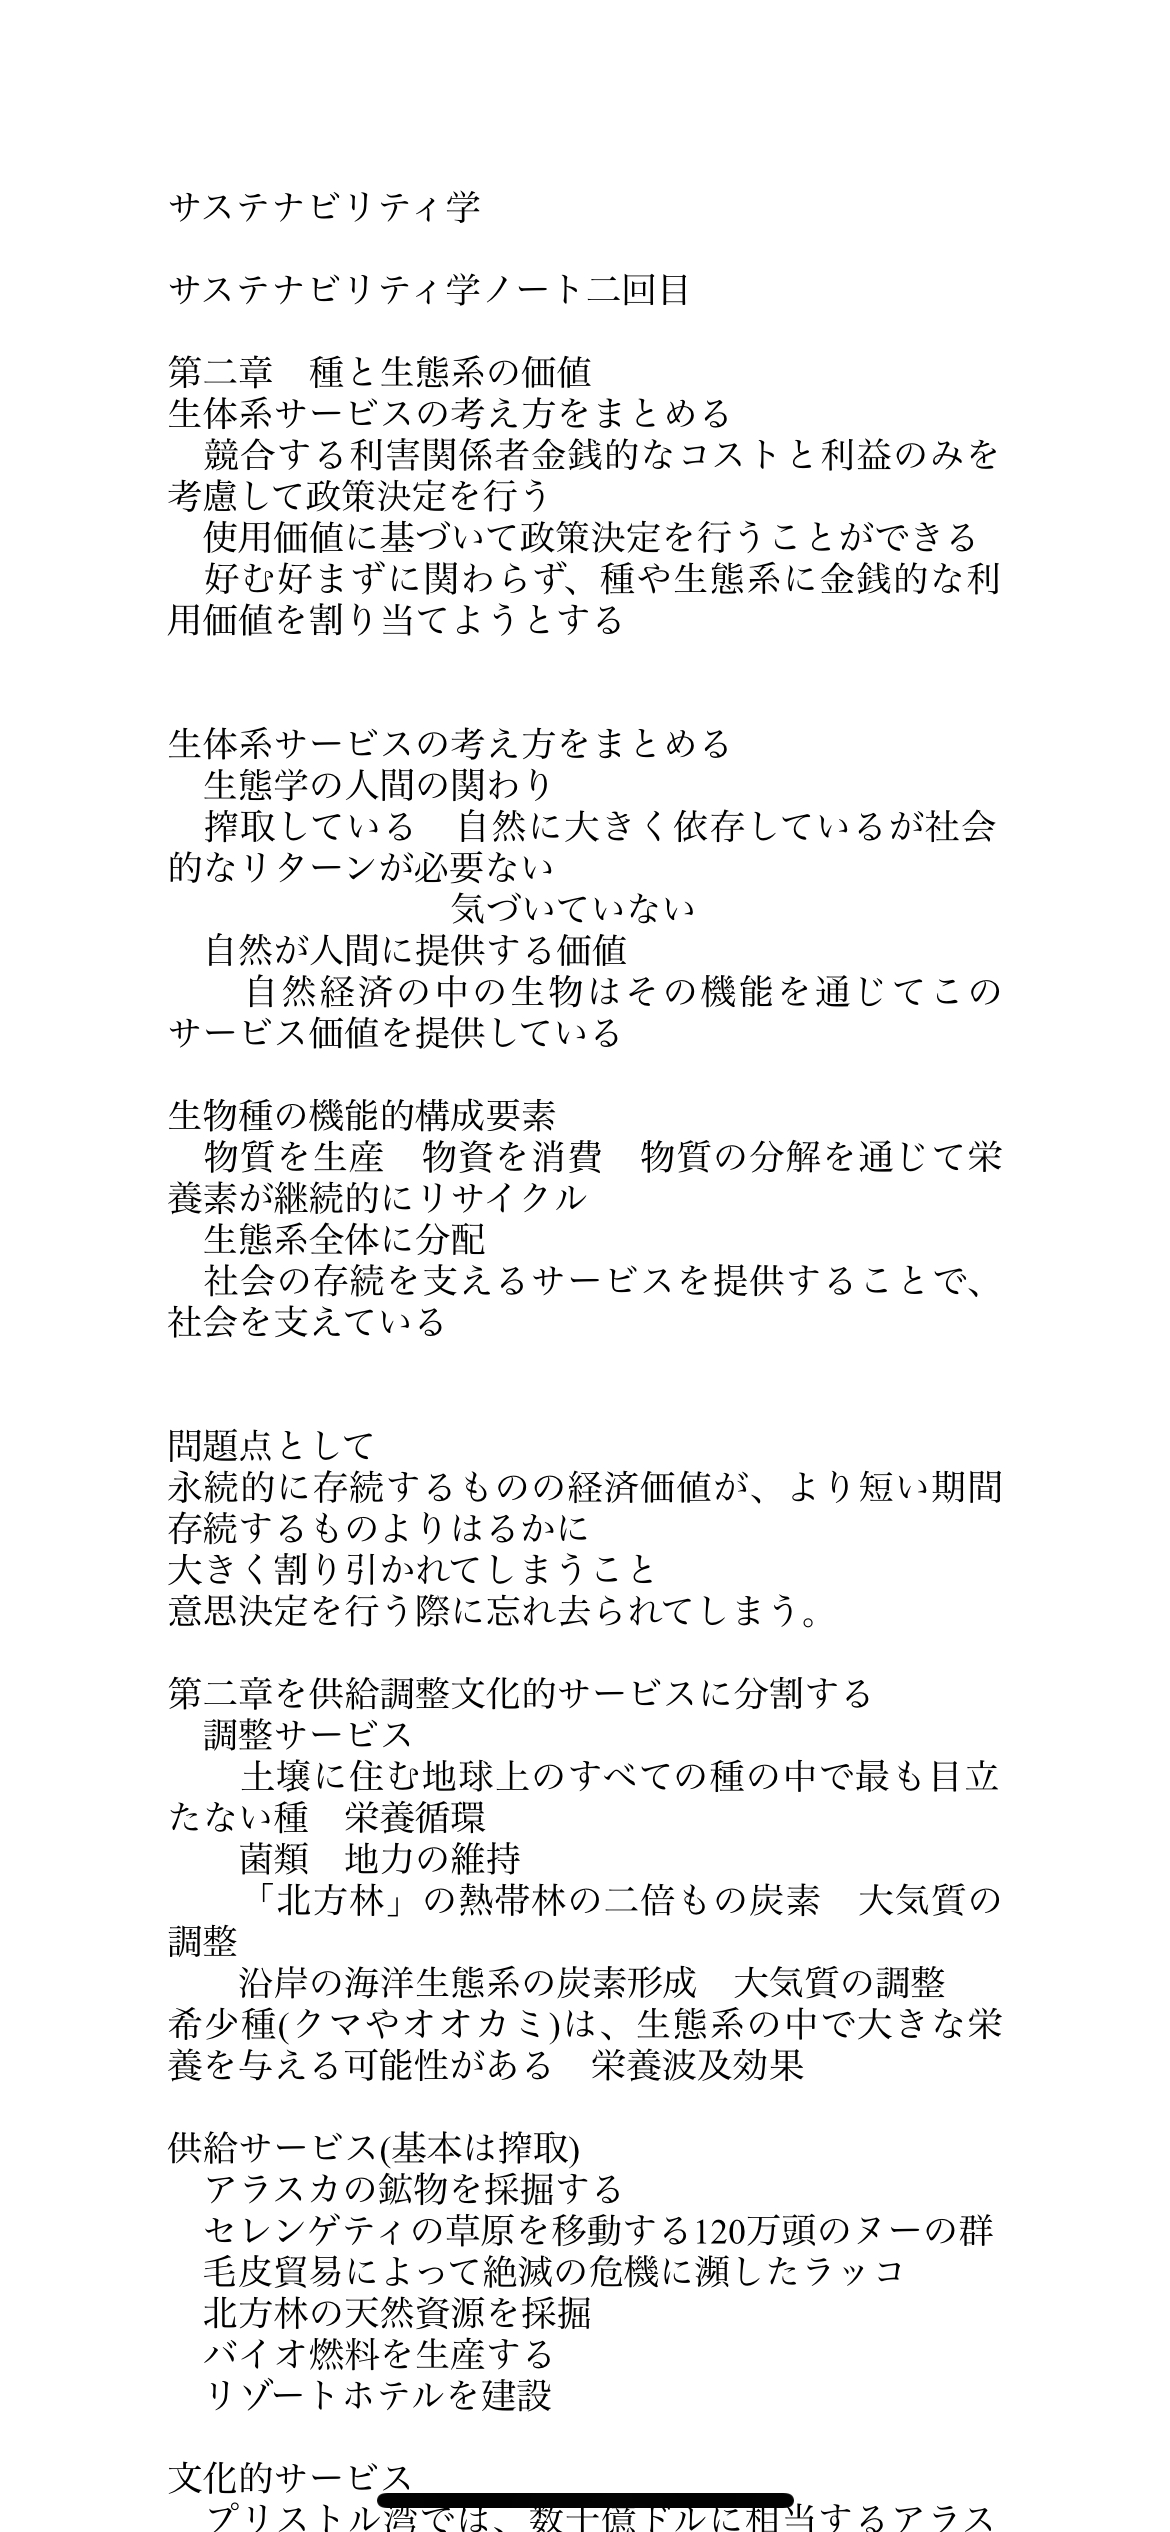 サステナビリティ学
サステナビリティ学ノート二回目
第二章　種と生態系の価値
生体系サービスの考え方をまとめる
　競合する利害関係者金銭的なコストと利益のみを
考慮して政策決定を行う
　使用価値に基づいて政策決定を行うことができる
　好む好まずに関わらず、種や生態系に金銭的な利
用価値を割り当てようとする
生体系サービスの考え方をまとめる
　生態学の人間の関わり
　搾取している　自然に大きく依存しているが社会
的なリターンが必要ない
　　　　　　　　気づいていない
　自然が人間に提供する価値
　　自然経済の中の生物はその機能を通じてこの
サービス価値を提供している
生物種の機能的構成要素
　物質を生産　物資を消費　物質の分解を通じて栄
養素が継続的にリサイクル
　生態系全体に分配
　社会の存続を支えるサービスを提供することで、
社会を支えている
問題点として
永続的に存続するものの経済価値が、より短い期間
存続するものよりはるかに
大きく割り引かれてしまうこと
意思決定を行う際に忘れ去られてしまう。
第二章を供給調整文化的サービスに分割する
　調整サービス
　　土壌に住む地球上のすべての種の中で最も目立
たない種　栄養循環
　　菌類　地力の維持
　　「北方林」の熱帯林の二倍もの炭素　大気質の
調整
　　沿岸の海洋生態系の炭素形成　大気質の調整
希少種(クマやオオカミ)は、生態系の中で大きな栄
養を与える可能性がある　栄養波及効果
供給サービス(基本は搾取)
　アラスカの鉱物を採掘する
　セレンゲティの草原を移動する120万頭のヌーの群
　毛皮貿易によって絶滅の危機に瀕したラッコ
　北方林の天然資源を採掘
　バイオ燃料を生産する
　リゾートホテルを建設
文化的サービス
　プリストル湾では、数十億ドルに相当するアラス